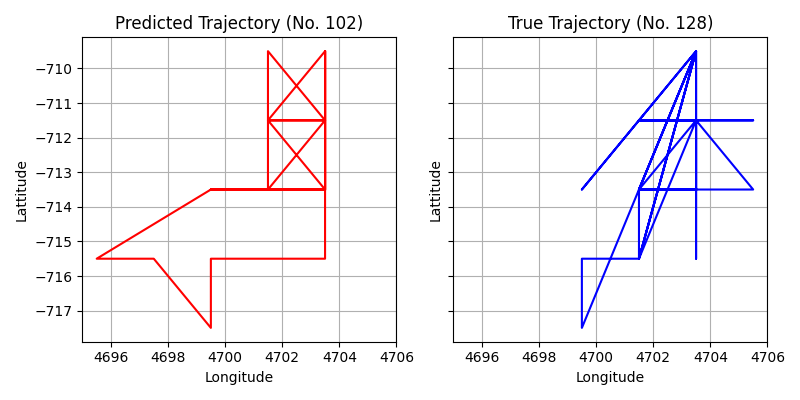 Predicted Trajectory (No. 102)
True Trajectory (No. 128)
Lattitude
−710
−711
−712
−713
−714
−715
−716
−717
4696 4698 4700 4702 4704 4706
Longitude
Lattitude
4696 4698 4700 4702 4704 4706
Longitude